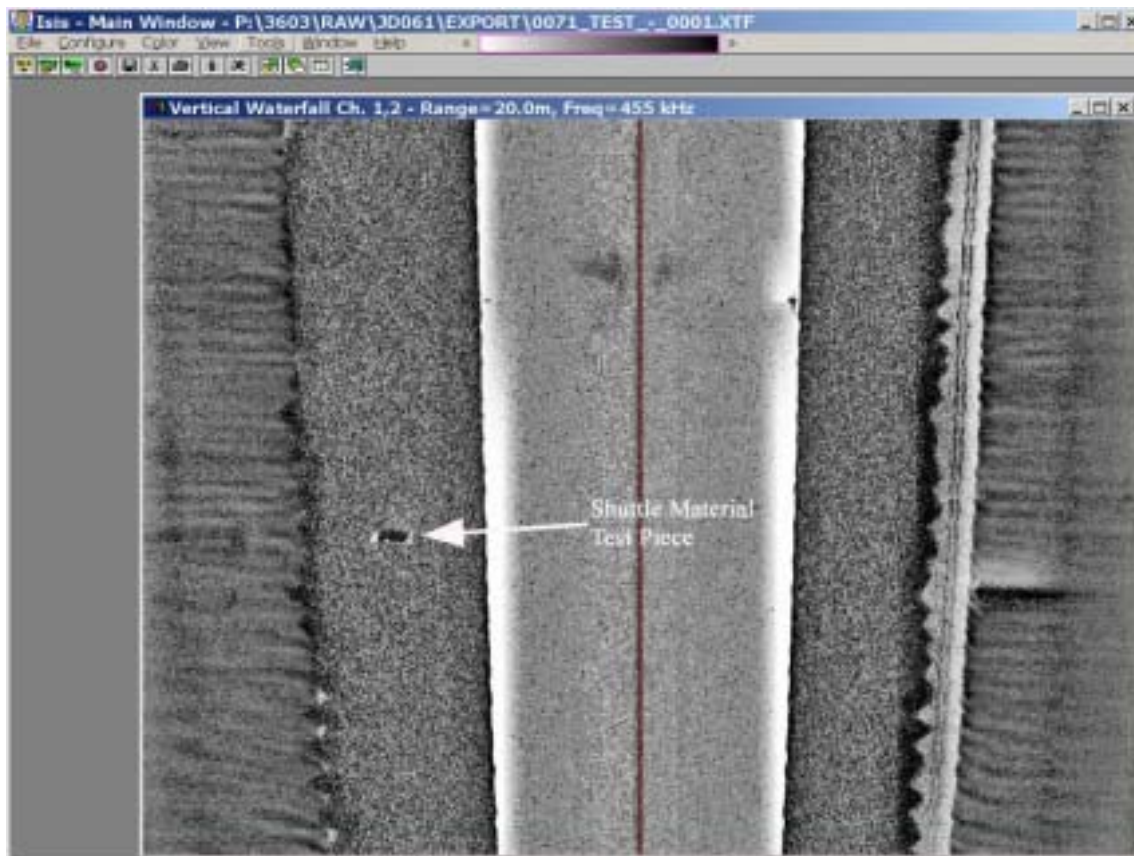 Isis - Main Window - P:\3603\RAW\JD061\EXPORT\0071_TEST_-_0001.XTF
File Configure Color View Tools Window Help
Vertical Waterfall Ch. 1,2 - Range=20.0m, Freq=455 kHz
Shuttle Material
Test Piece